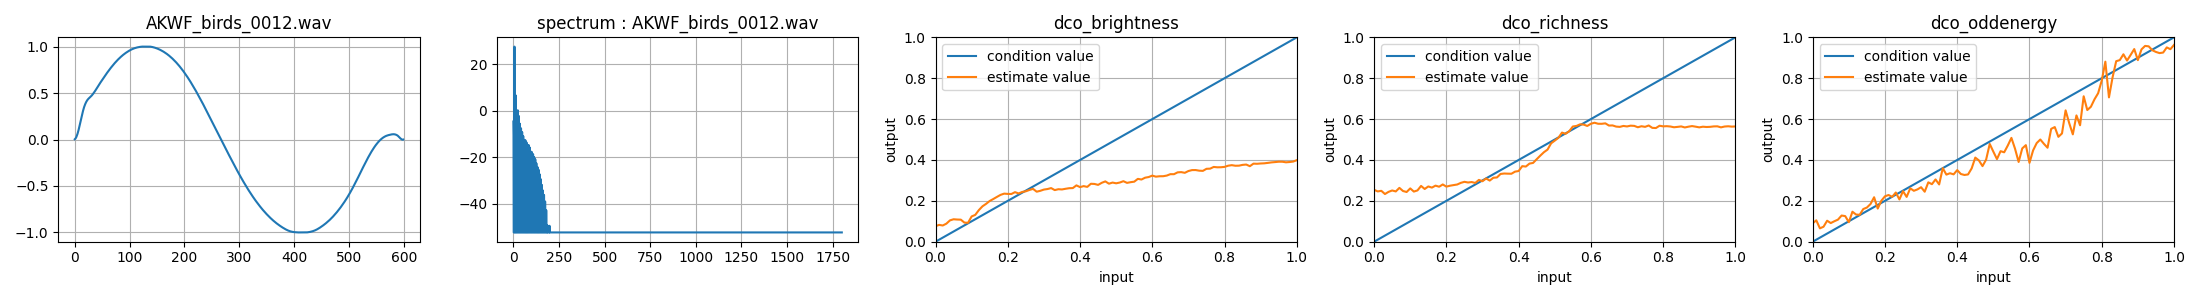 AKWF_birds_0012.wav
1.0
0.5
0.0
−0.5
−1.0
0 100 200 300 400 500 600
spectrum : AKWF_birds_0012.wav
20
0
−20
−40
0 250 500 750 1000 1250 1500 1750
dco_brightness
condition value
estimate value
output
1.0
0.8
0.6
0.4
0.2
0.0
0.0 0.2 0.4 0.6 0.8 1.0
input
dco_richness
condition value
estimate value
output
1.0
0.8
0.6
0.4
0.2
0.0
0.0 0.2 0.4 0.6 0.8 1.0
input
dco_oddenergy
condition value
estimate value
output
1.0
0.8
0.6
0.4
0.2
0.0
0.0 0.2 0.4 0.6 0.8 1.0
input